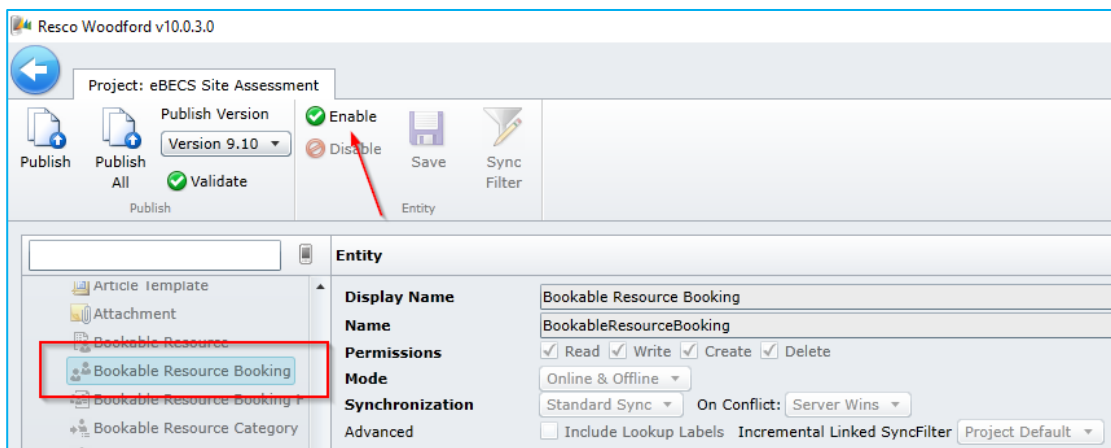 Resco Woodford v10.0.3.0
Project: eBECS Site Assessment
Publish
Publish
All
Publish Version
Version 9.10
Validate
Publish
Enable
Disable
Save
Sync
Filter
Entity
Article Template
Attachment
Bookable Resource
Bookable Resource Booking
Bookable Resource Booking
Bookable Resource Category
Entity
Display Name Bookable Resource Booking
Name BookableResourceBooking
Permissions Read Write Create Delete
Mode Online & Offline
Synchronization Standard Sync On Conflict: Server Wins
Advanced Include Lookup Labels Incremental Linked SyncFilter Project Default